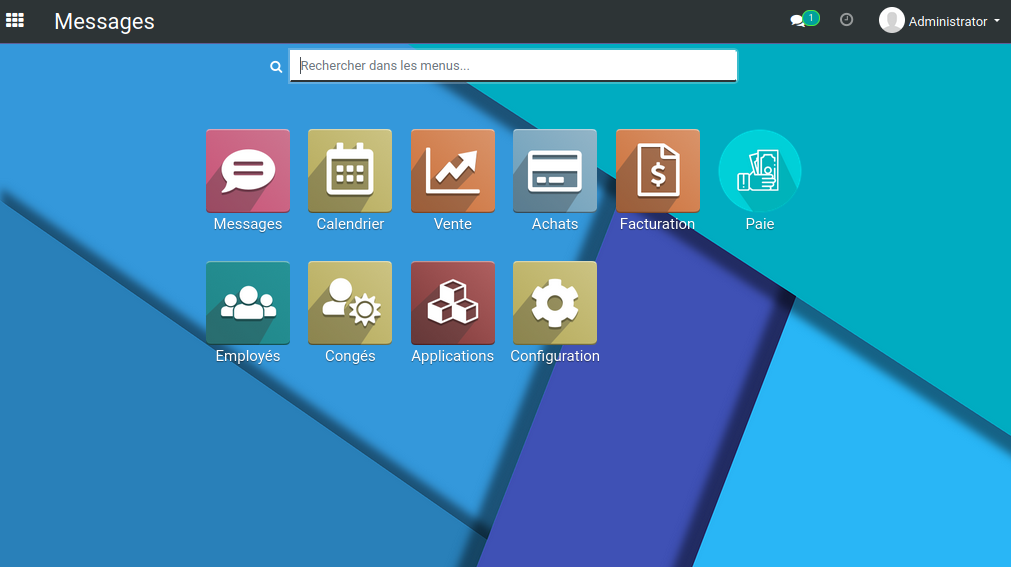 Messages
1
Administrator
Rechercher dans les menus...
Messages
Calendrier
Vente
Achats
Facturation
Paie
Employés
Congés
Applications
Configuration